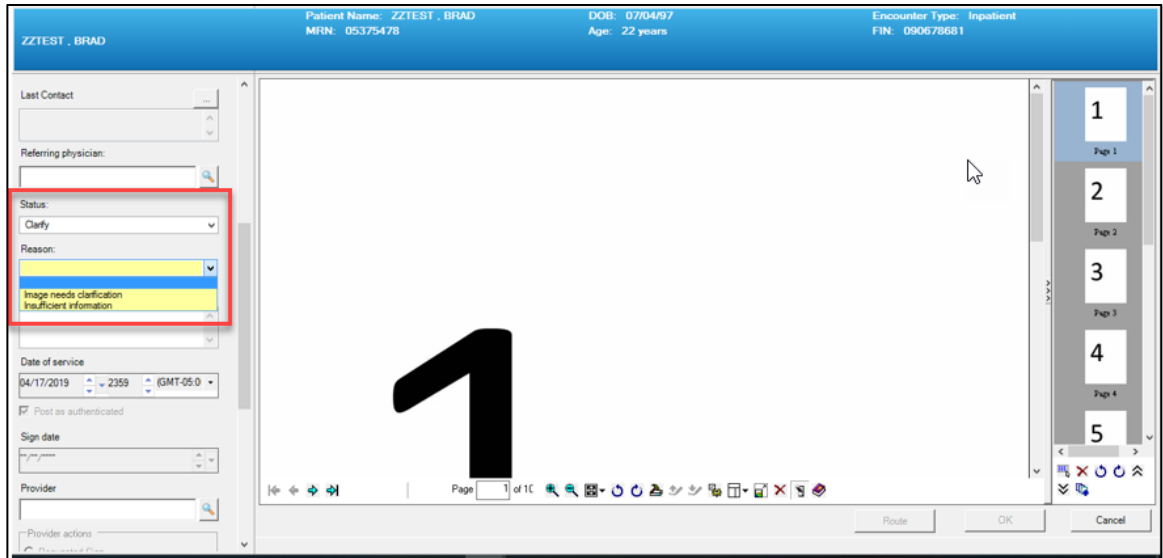 ZZTEST , BRAD
Patient Name: ZZTEST , BRAD
MRN: 05375478
DOB: 07/04/97
Age: 22 years
Encounter Type: Inpatient
FIN: 090678681
Last Contact
...
Referring physician:
Status:
Clarify
Reason:
Image needs clarification
Insufficient information
Date of service
04/17/2019
2359
(GMT-05:0
Post as authenticated
Sign date
**/**/****
Provider
Provider actions
Requested Sign
1
Page 1 of 10
1
Page 1
2
Page 2
3
Page 3
4
Page 4
5
Route
OK
Cancel